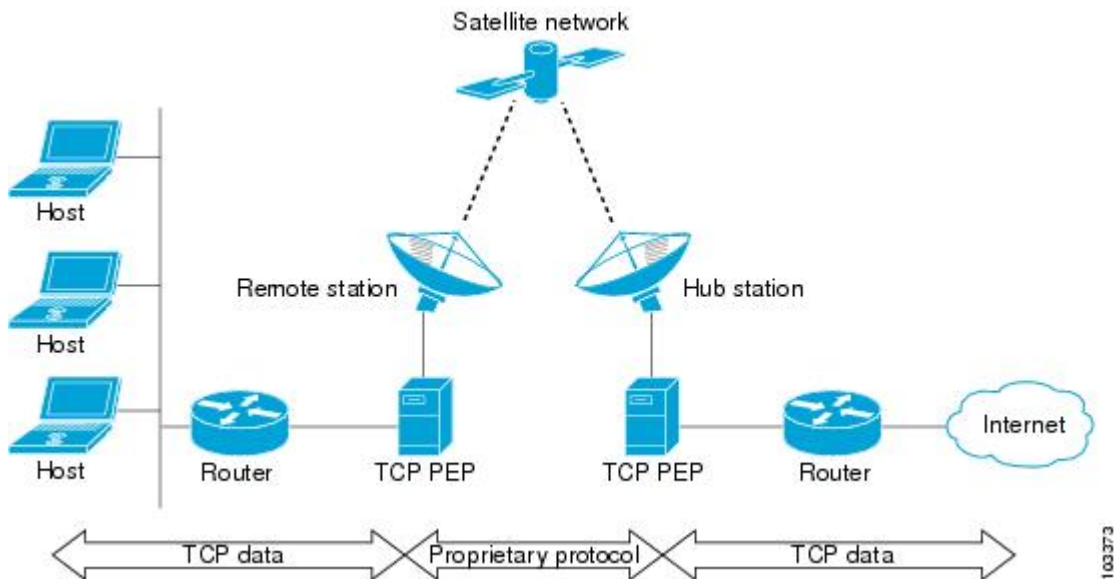 Satellite network
Host
Remote station
Hub station
Host
Internet
Host
Router
TCP PEP
TCP PEP
Router
TCP data
Proprietary protocol
TCP data
103273